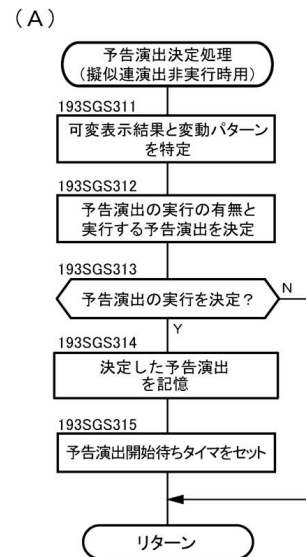 （A）
予告演出決定処理
（擬似連演出非実行時用）
193SGS311
可変表示結果と変動パターン
を特定
193SGS312
予告演出の実行の有無と
実行する予告演出を決定
193SGS313
予告演出の実行を決定？
N
Y
193SGS314
決定した予告演出
を記憶
193SGS315
予告演出開始待ちタイマをセット
リターン